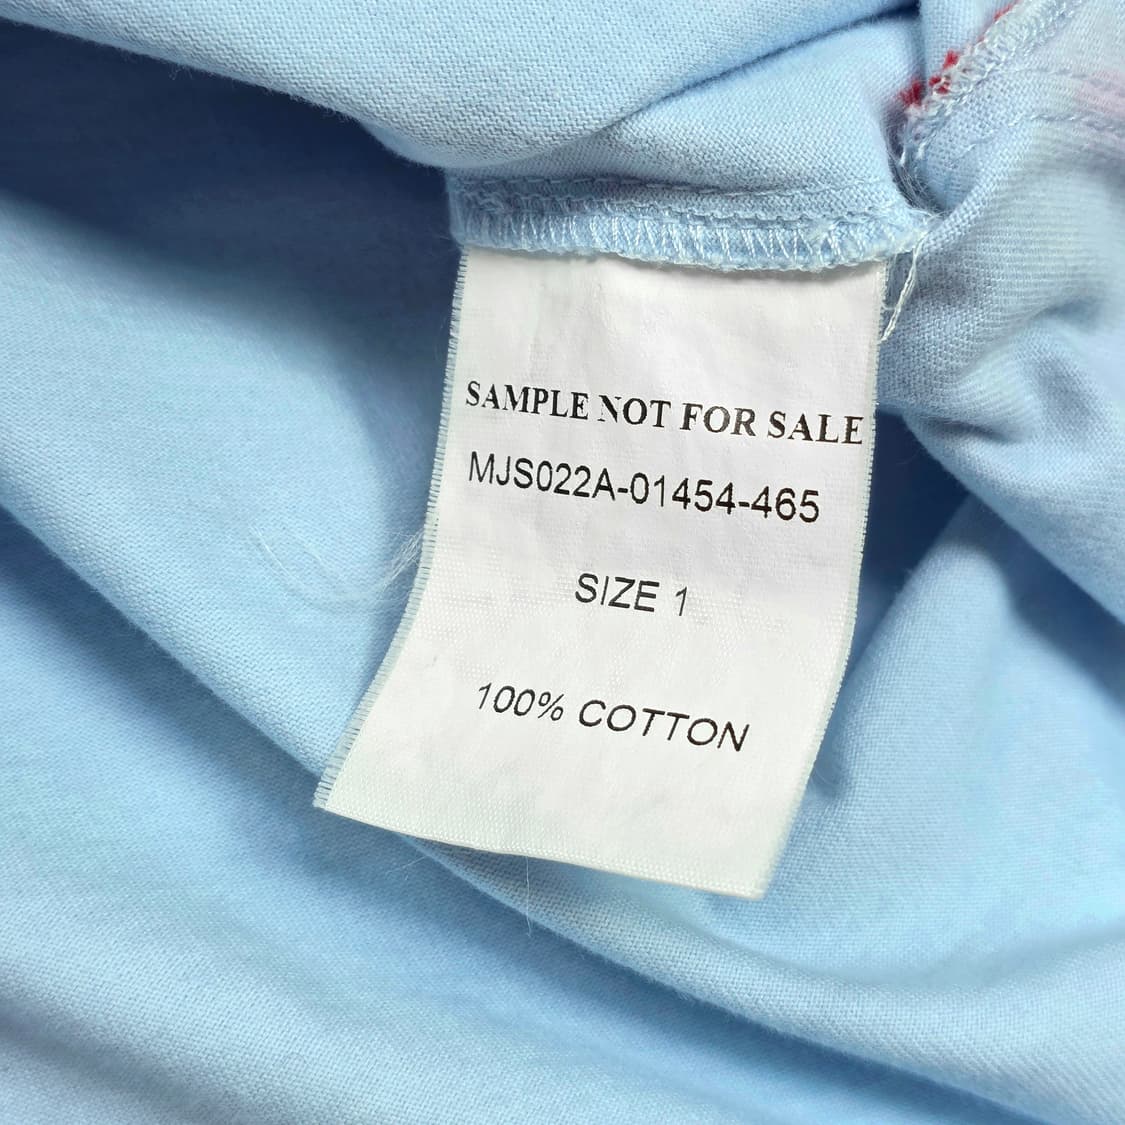 SAMPLE NOT FOR SALE
MJS022A-01454-465
SIZE 1
100% COTTON